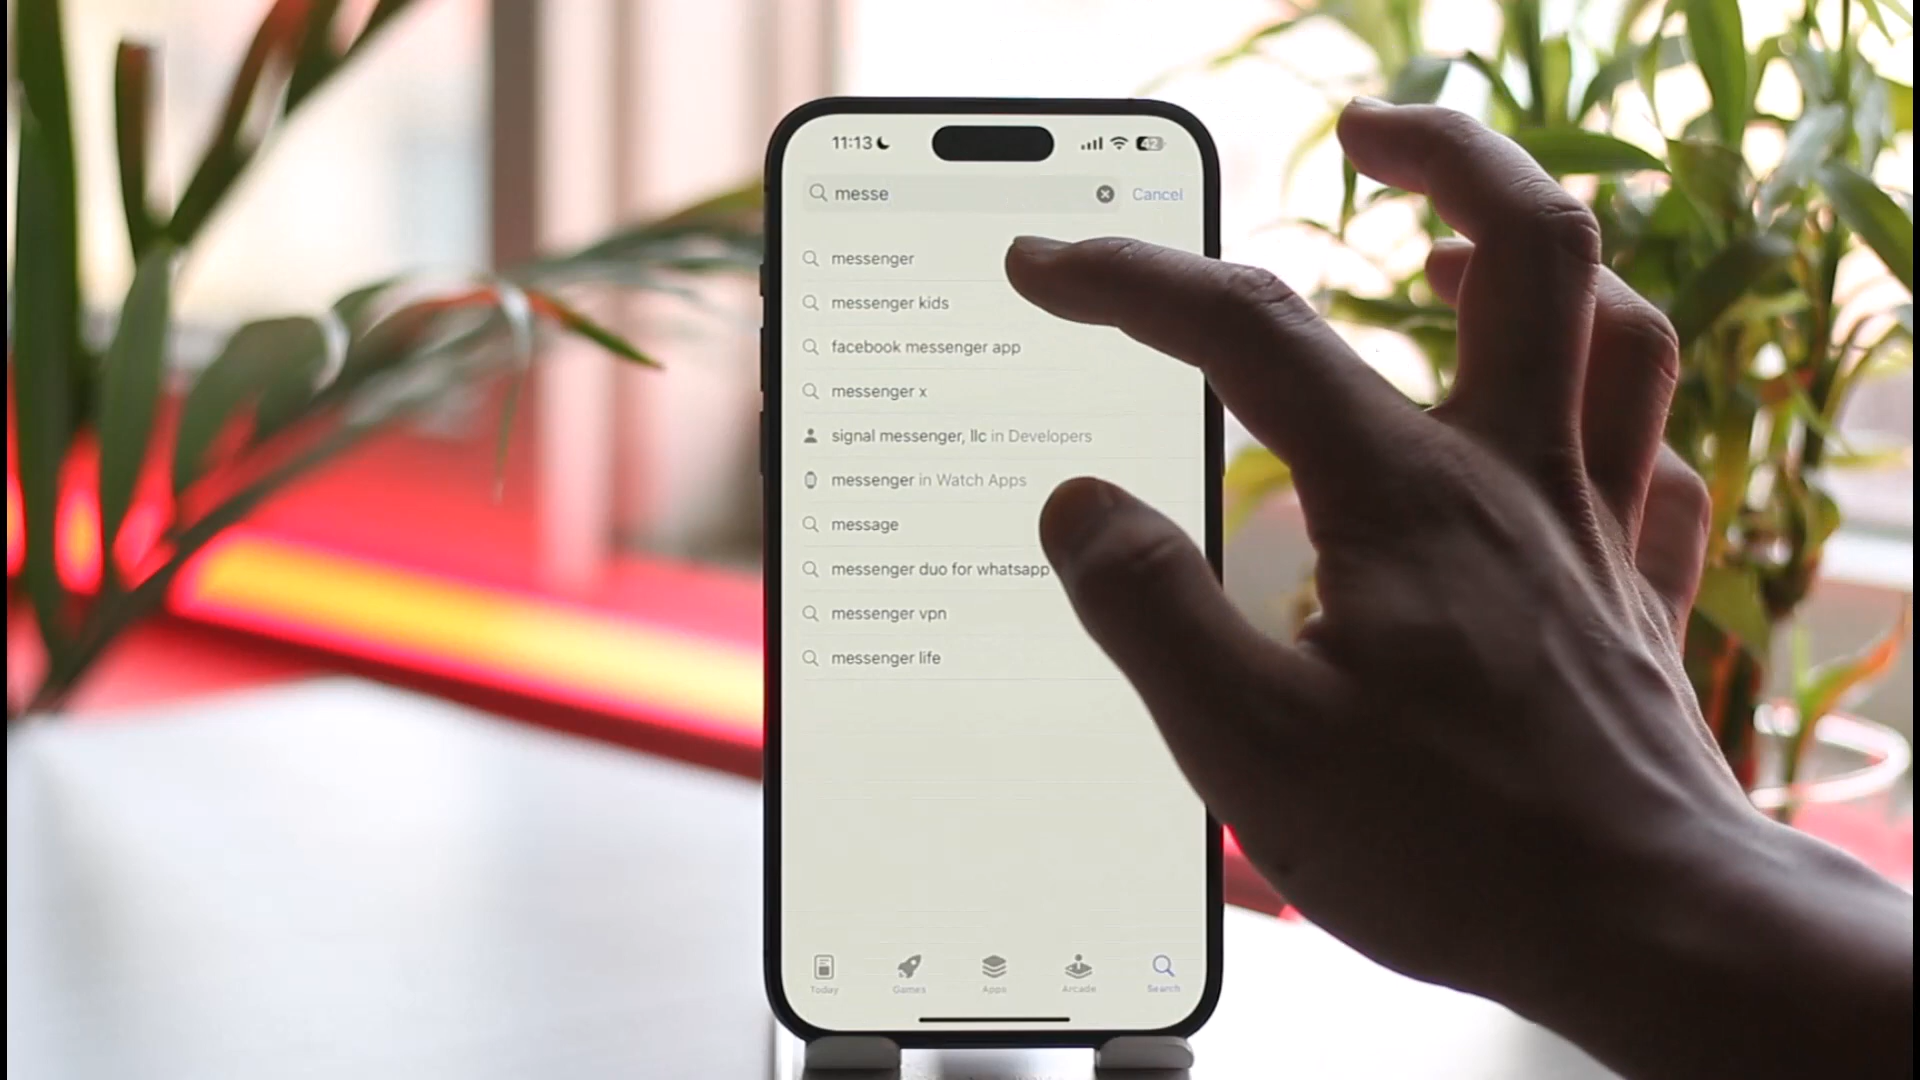 11:13
42
messe
Cancel
messenger
messenger kids
facebook messenger app
messenger x
signal messenger, llc in Developers
messenger in Watch Apps
message
messenger duo for whatsapp
messenger vpn
messenger life
Today
Games
Apps
Arcade
Search